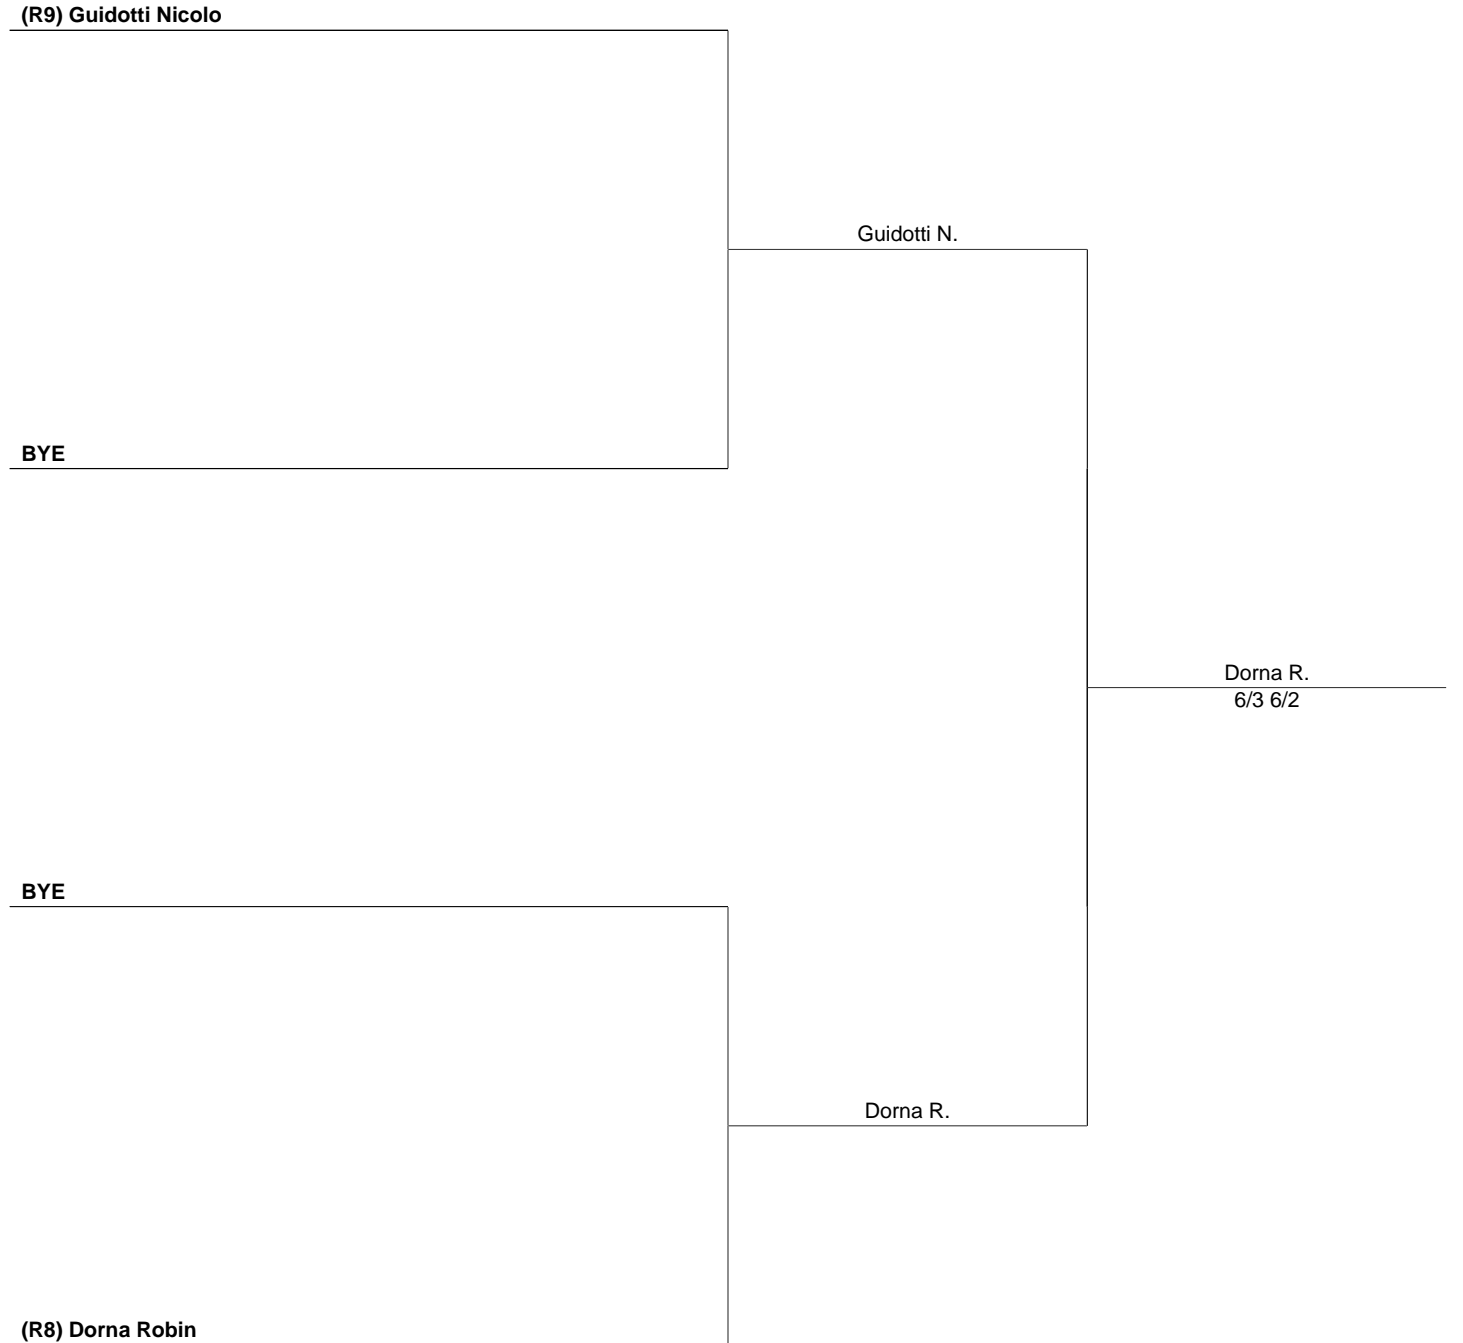 (R9) Guidotti Nicolo
Guidotti N.
BYE
Dorna R.
6/3 6/2
BYE
Dorna R.
(R8) Dorna Robin